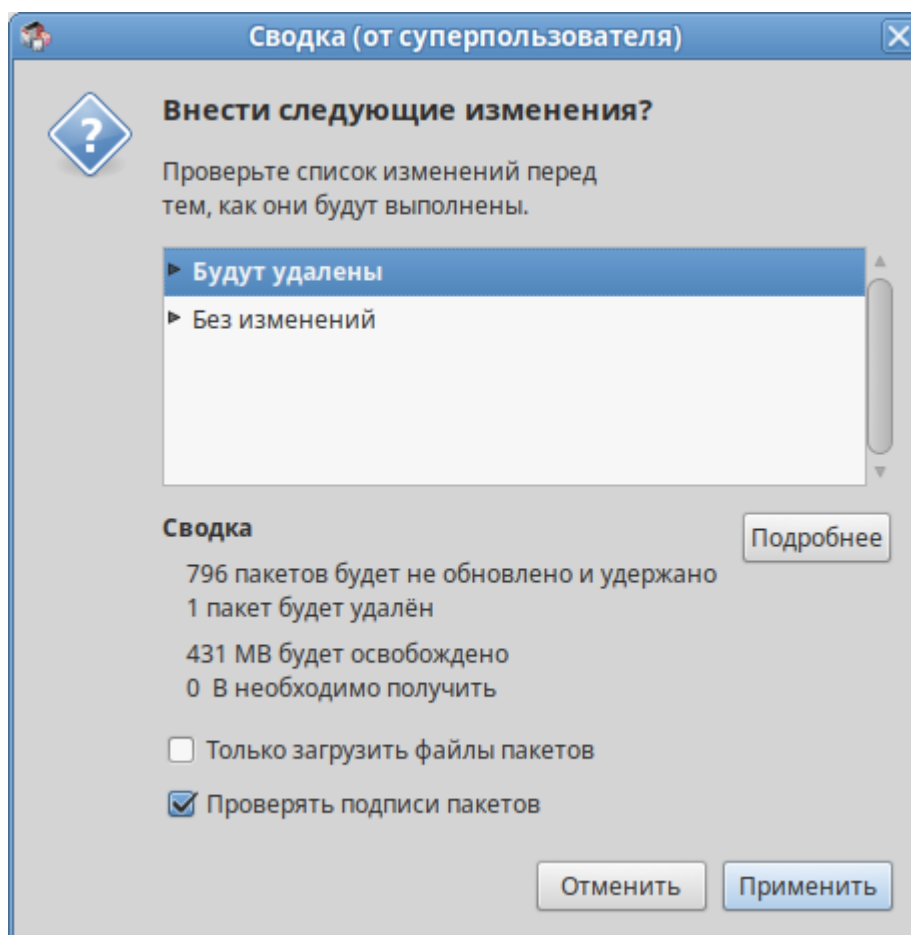 Сводка (от суперпользователя)
Внести следующие изменения?
Проверьте список изменений перед
тем, как они будут выполнены.
Будут удалены
Без изменений
Сводка
Подробнее
796 пакетов будет не обновлено и удержано
1 пакет будет удалён
431 MB будет освобождено
0 B необходимо получить
Только загрузить файлы пакетов
Проверять подписи пакетов
Отменить
Применить